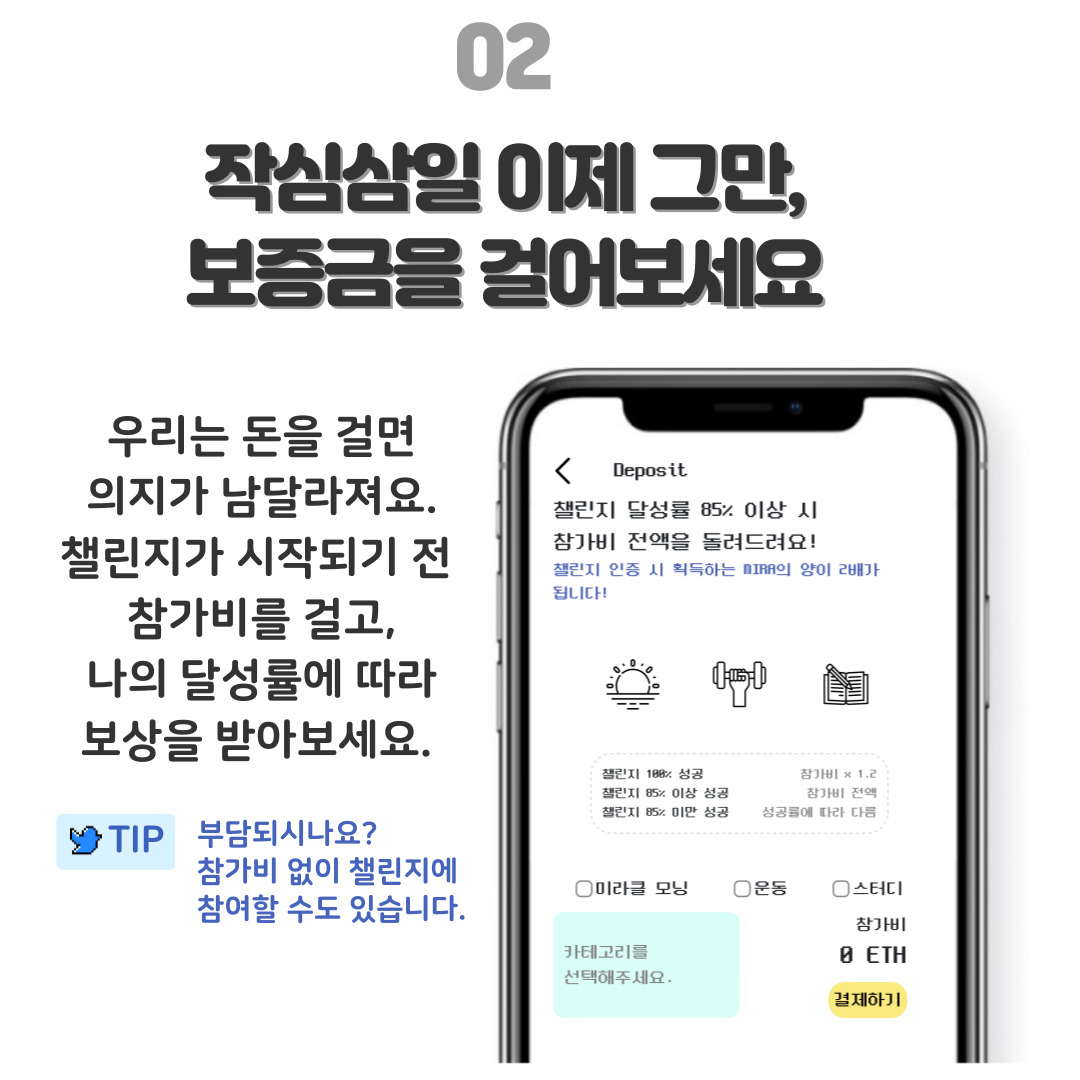 02
작심삼일 이제 그만,
보증금을 걸어보세요
우리는 돈을 걸면
의지가 남달라져요.
챌린지가 시작되기 전
참가비를 걸고,
나의 달성률에 따라
보상을 받아보세요.
TIP
부담되시나요?
참가비 없이 챌린지에
참여할 수도 있습니다.
Deposit
챌린지 달성률 85% 이상 시
참가비 전액을 돌려드려요!
챌린지 인증 시 획득하는 MIRA의 양이 2배가
됩니다!
챌린지 100% 성공 참가비 x 1.2
챌린지 85% 이상 성공 참가비 전액
챌린지 85% 미만 성공 성공률에 따라 다름
미라클 모닝 운동 스터디
카테고리를
선택해주세요.
참가비
0 ETH
결제하기